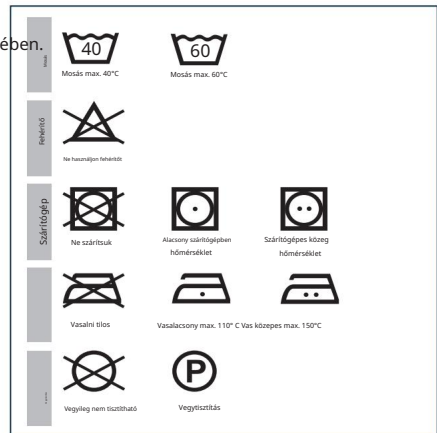 ében.
40
60
Mosás max. 40°C
Mosás max. 60°C
Fehérítő
Ne használjon fehérítőt
Szárítógép
Ne szárítsuk
Alacsony szárítógépben
hőmérséklet
Szárítógépes közeg
hőmérséklet
Vasalni tilos
Vasalacsony max. 110° C Vas közepes max. 150°C
P
Vegyileg nem tisztítható
Vegytisztítás